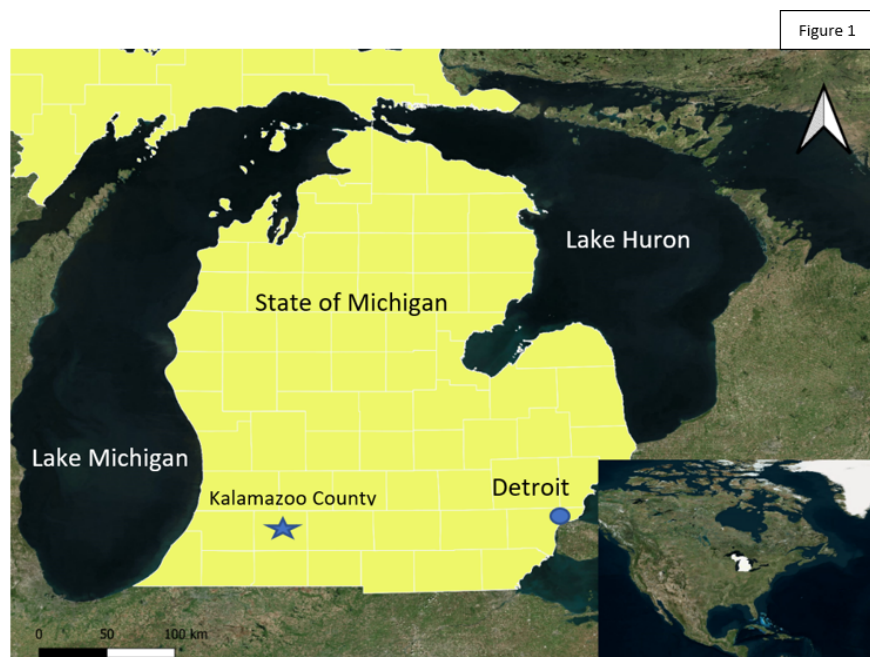 Figure 1
Lake Huron
State of Michigan
Lake Michigan
Detroit
Kalamazoo County
0 50 100 km